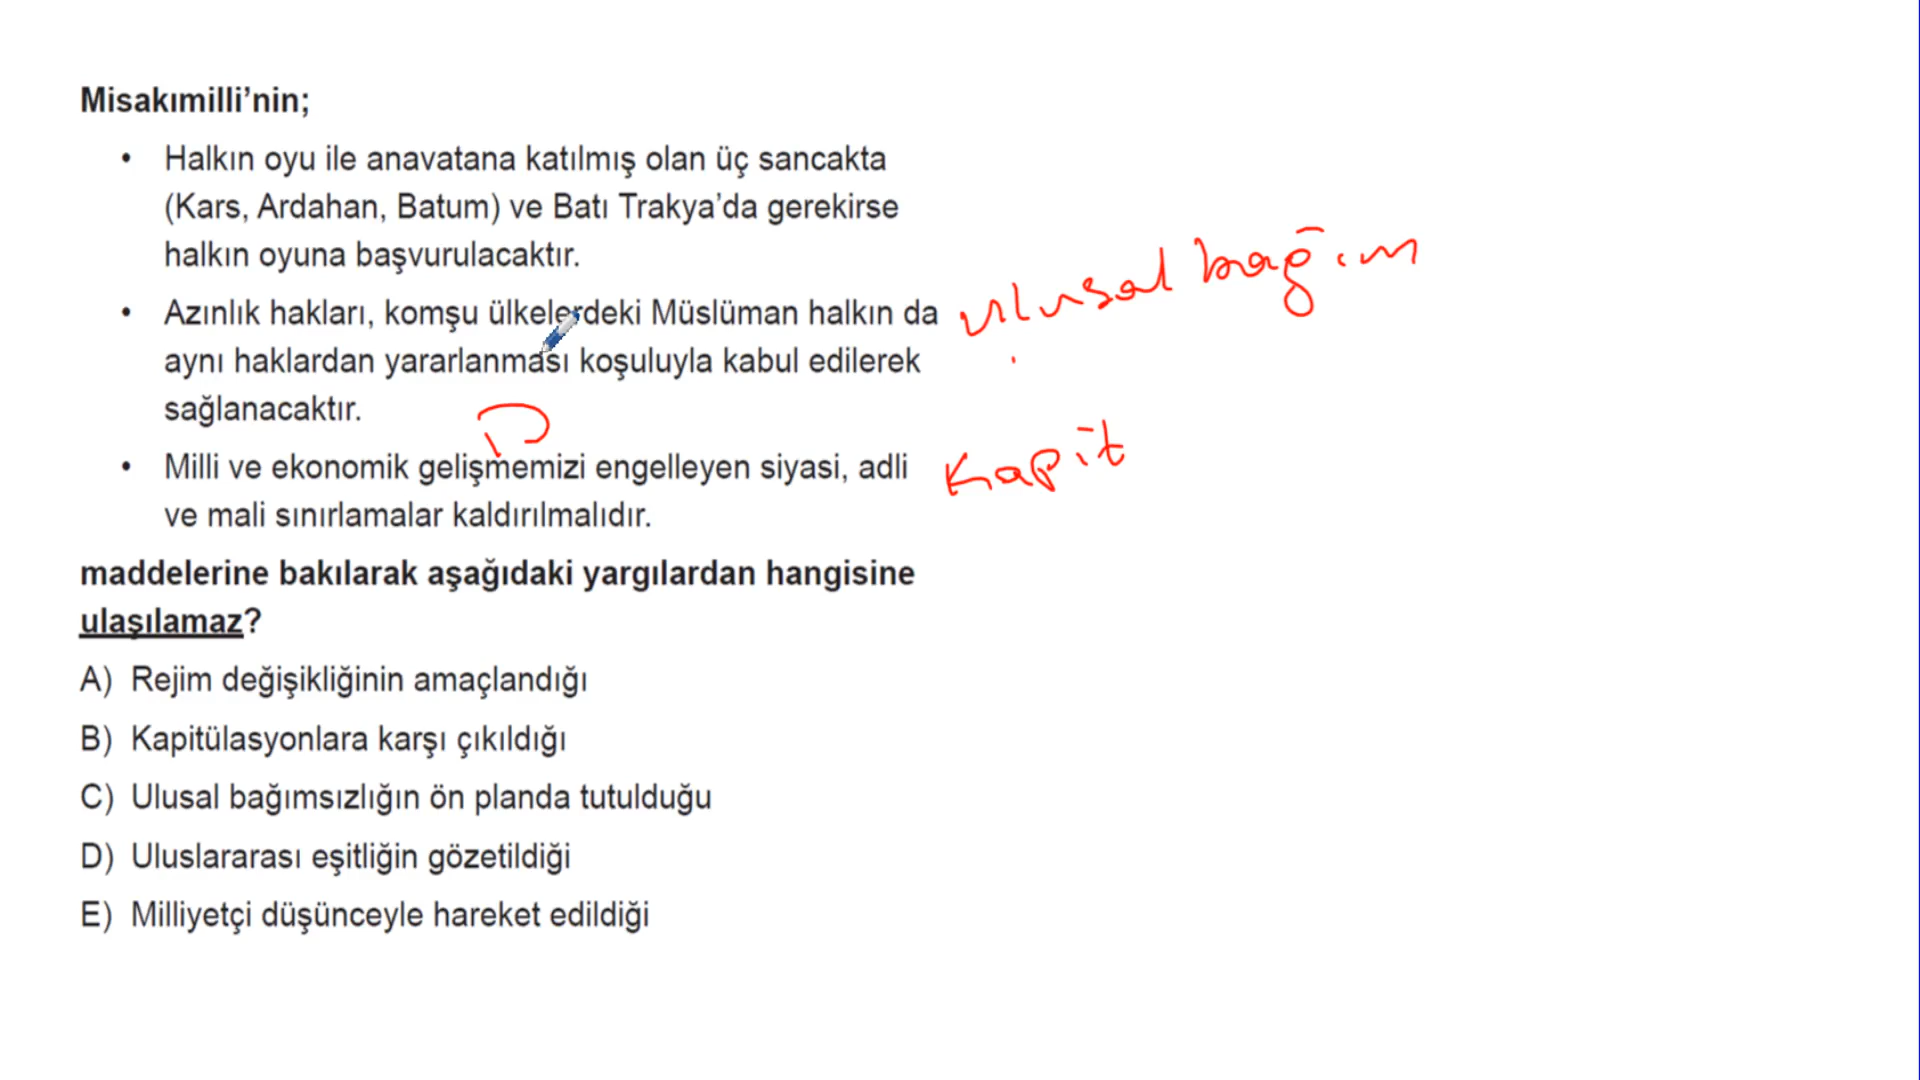 Misakımilli’nin;
• Halkın oyu ile anavatana katılmış olan üç sancakta
(Kars, Ardahan, Batum) ve Batı Trakya’da gerekirse
halkın oyuna başvurulacaktır.
• Azınlık hakları, komşu ülkelerdeki Müslüman halkın da
aynı haklardan yararlanması koşuluyla kabul edilerek
sağlanacaktır.
ulusal bağım
• Milli ve ekonomik gelişmemizi engelleyen siyasi, adli
ve mali sınırlamalar kaldırılmalıdır.
Kapit
maddelerine bakılarak aşağıdaki yargılardan hangisine
ulaşılamaz?
A) Rejim değişikliğinin amaçlandığı
B) Kapitülasyonlara karşı çıkıldığı
C) Ulusal bağımsızlığın ön planda tutulduğu
D) Uluslararası eşitliğin gözetildiği
E) Milliyetçi düşünceyle hareket edildiği